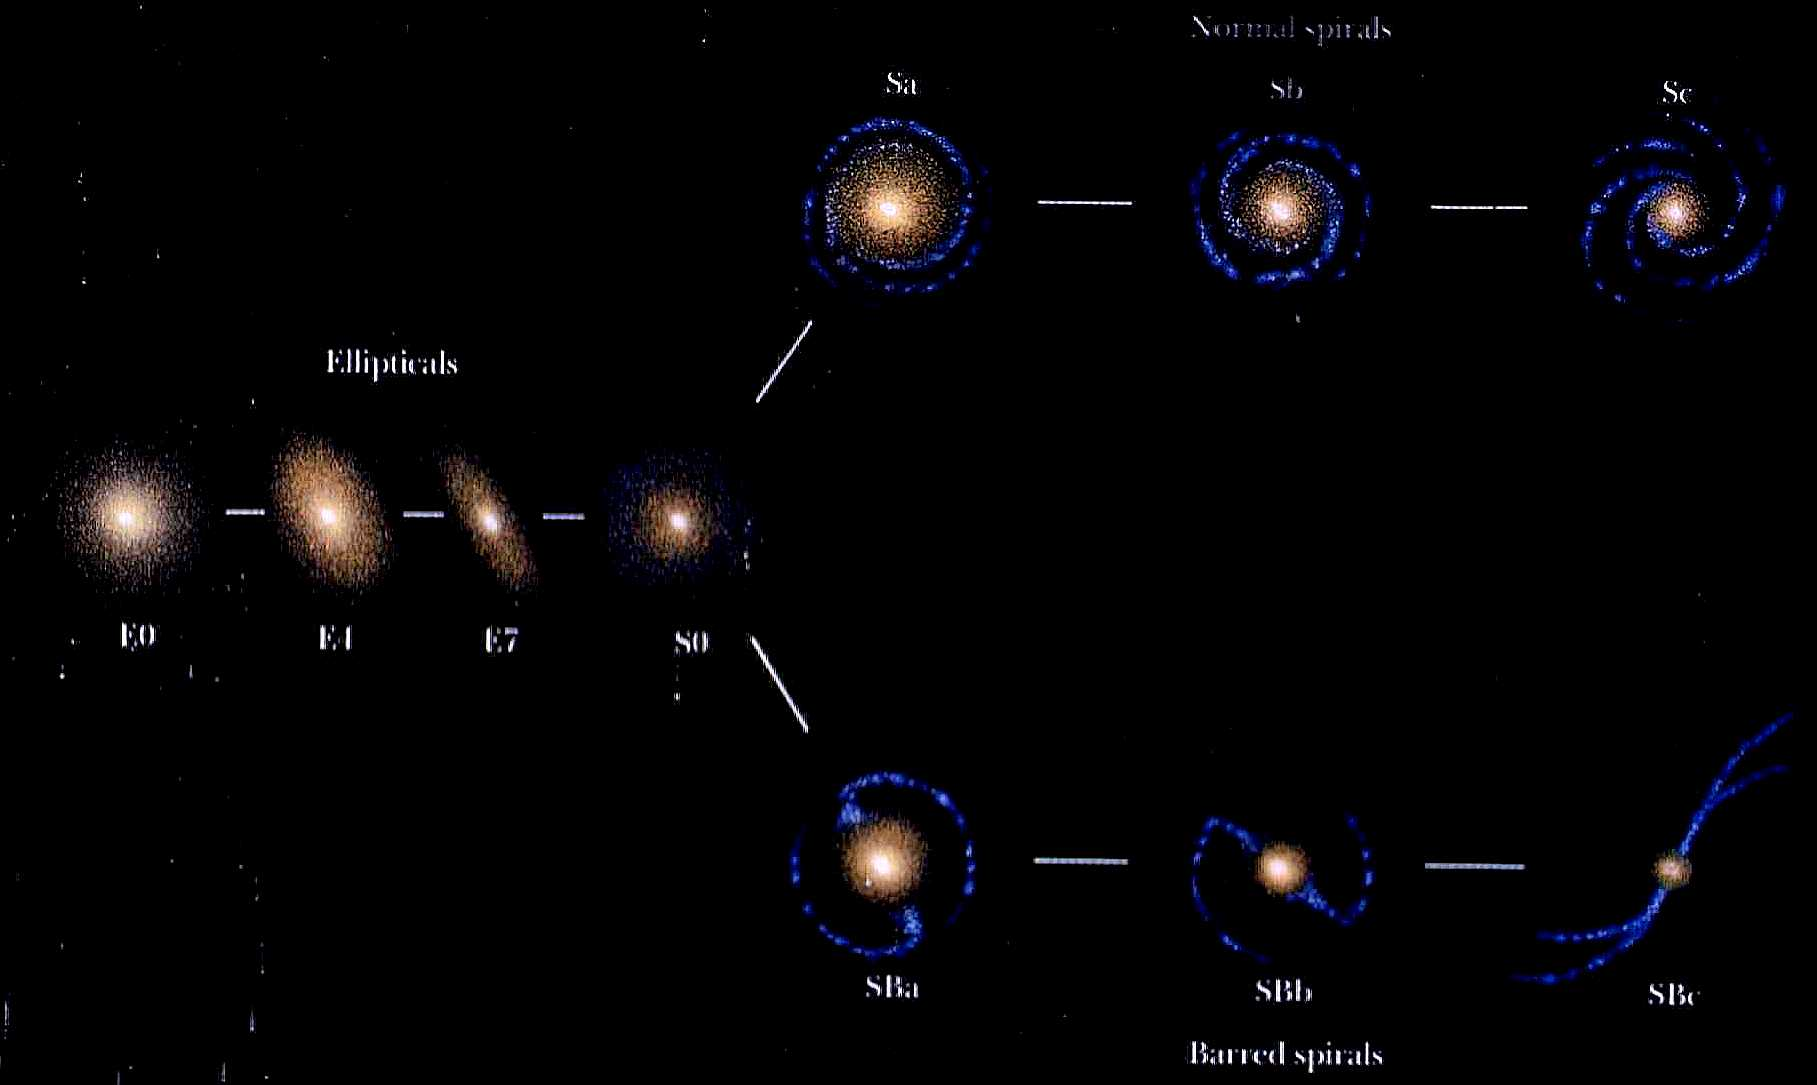 Normal spirals
Sa
Sb
Sc
Ellipticals
E0
E4
E7
S0
SBa
SBb
SBc
Barred spirals